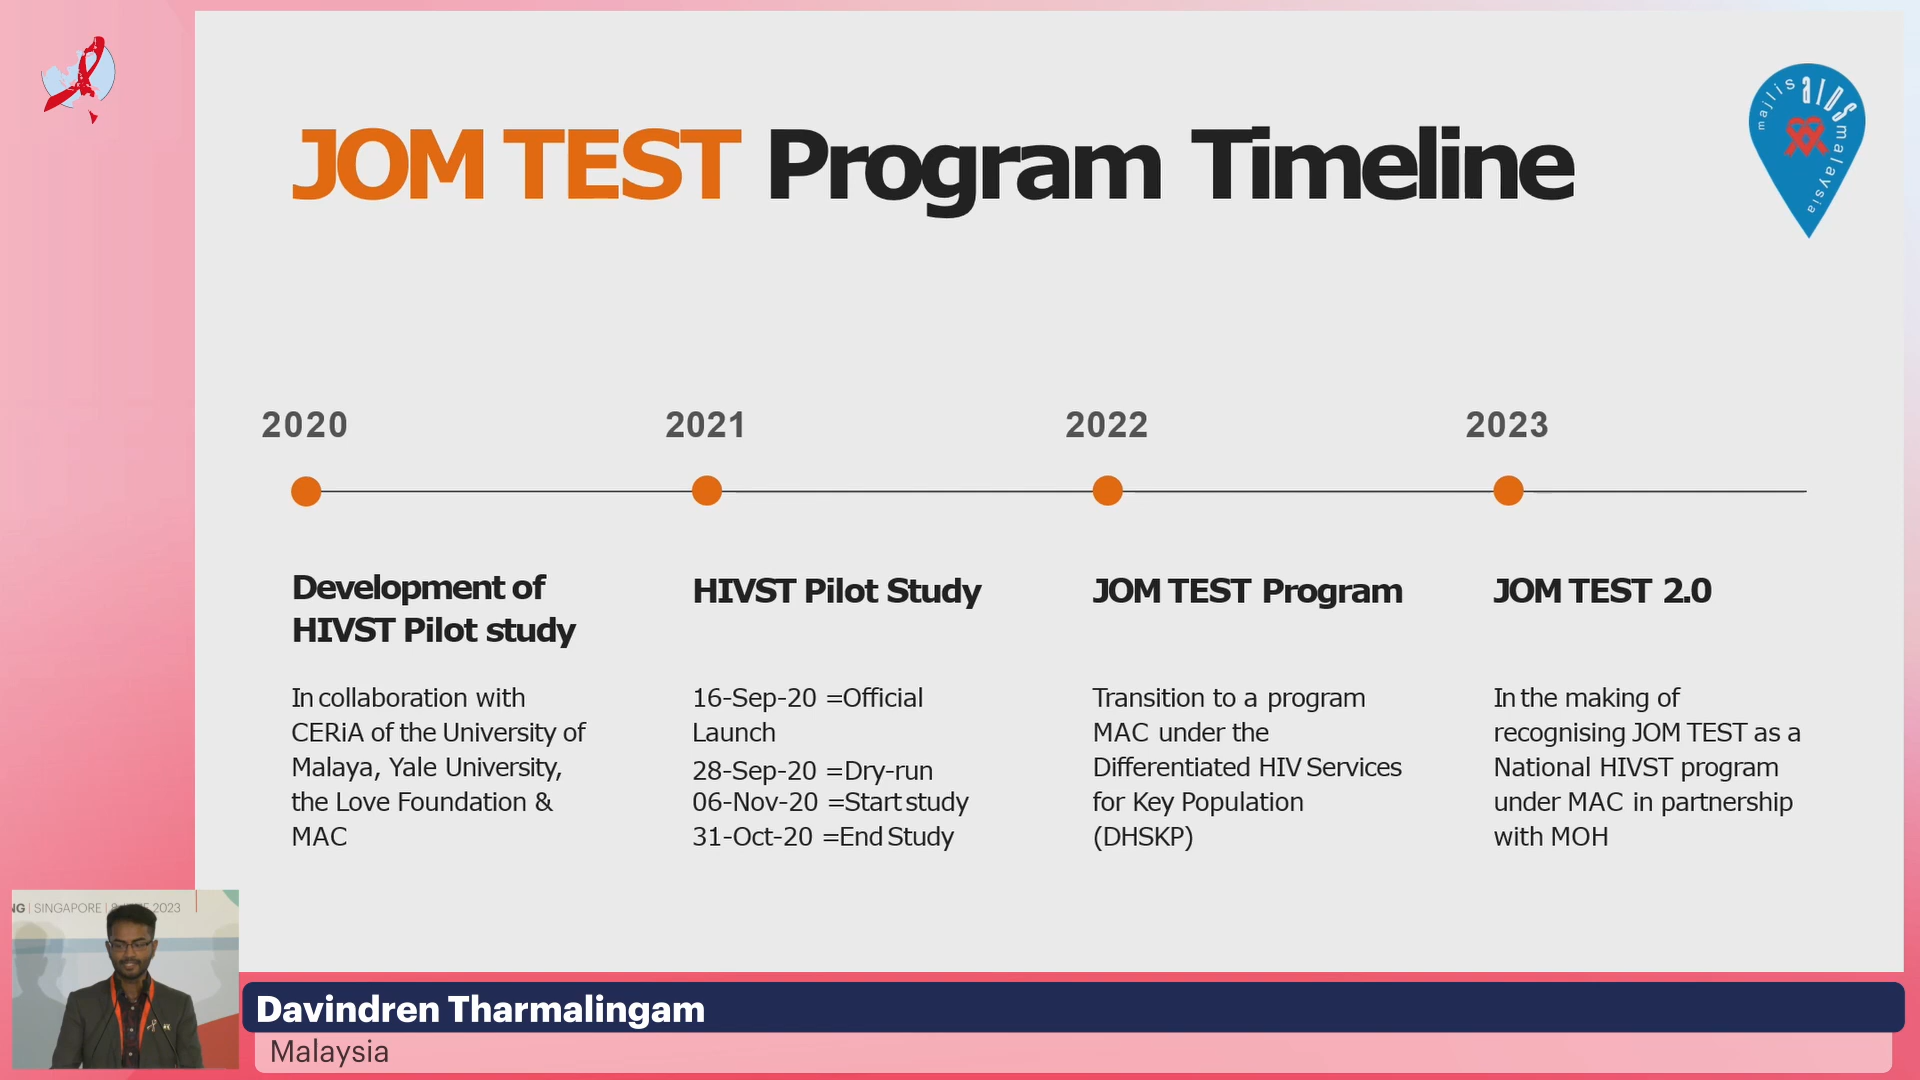 majlis AIDS malaysia
JOM TEST Program Timeline
2020
2021
2022
2023
Development of
HIVST Pilot study
In collaboration with
CERiA of the University of
Malaya, Yale University,
the Love Foundation &
MAC
HIVST Pilot Study
16-Sep-20 =Official
Launch
28-Sep-20 =Dry-run
06-Nov-20 =Start study
31-Oct-20 =End Study
JOM TEST Program
Transition to a program
MAC under the
Differentiated HIV Services
for Key Population
(DHSKP)
JOM TEST 2.0
In the making of
recognising JOM TEST as a
National HIVST program
under MAC in partnership
with MOH
NG | SINGAPORE | 2023
Davindren Tharmalingam
Malaysia